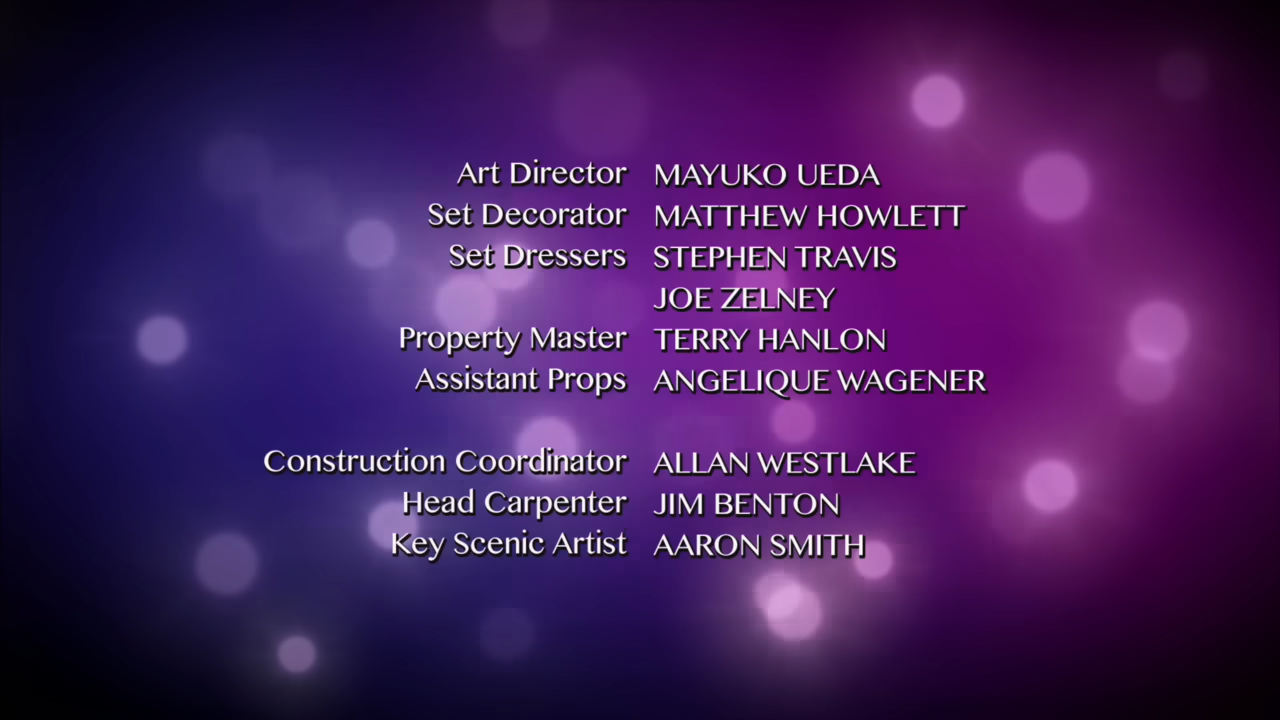 Art Director MAYUKO UEDA
Set Decorator MATTHEW HOWLETT
Set Dressers STEPHEN TRAVIS
JOE ZELNEY
Property Master TERRY HANLON
Assistant Props ANGELIQUE WAGENER
Construction Coordinator ALLAN WESTLAKE
Head Carpenter JIM BENTON
Key Scenic Artist AARON SMITH